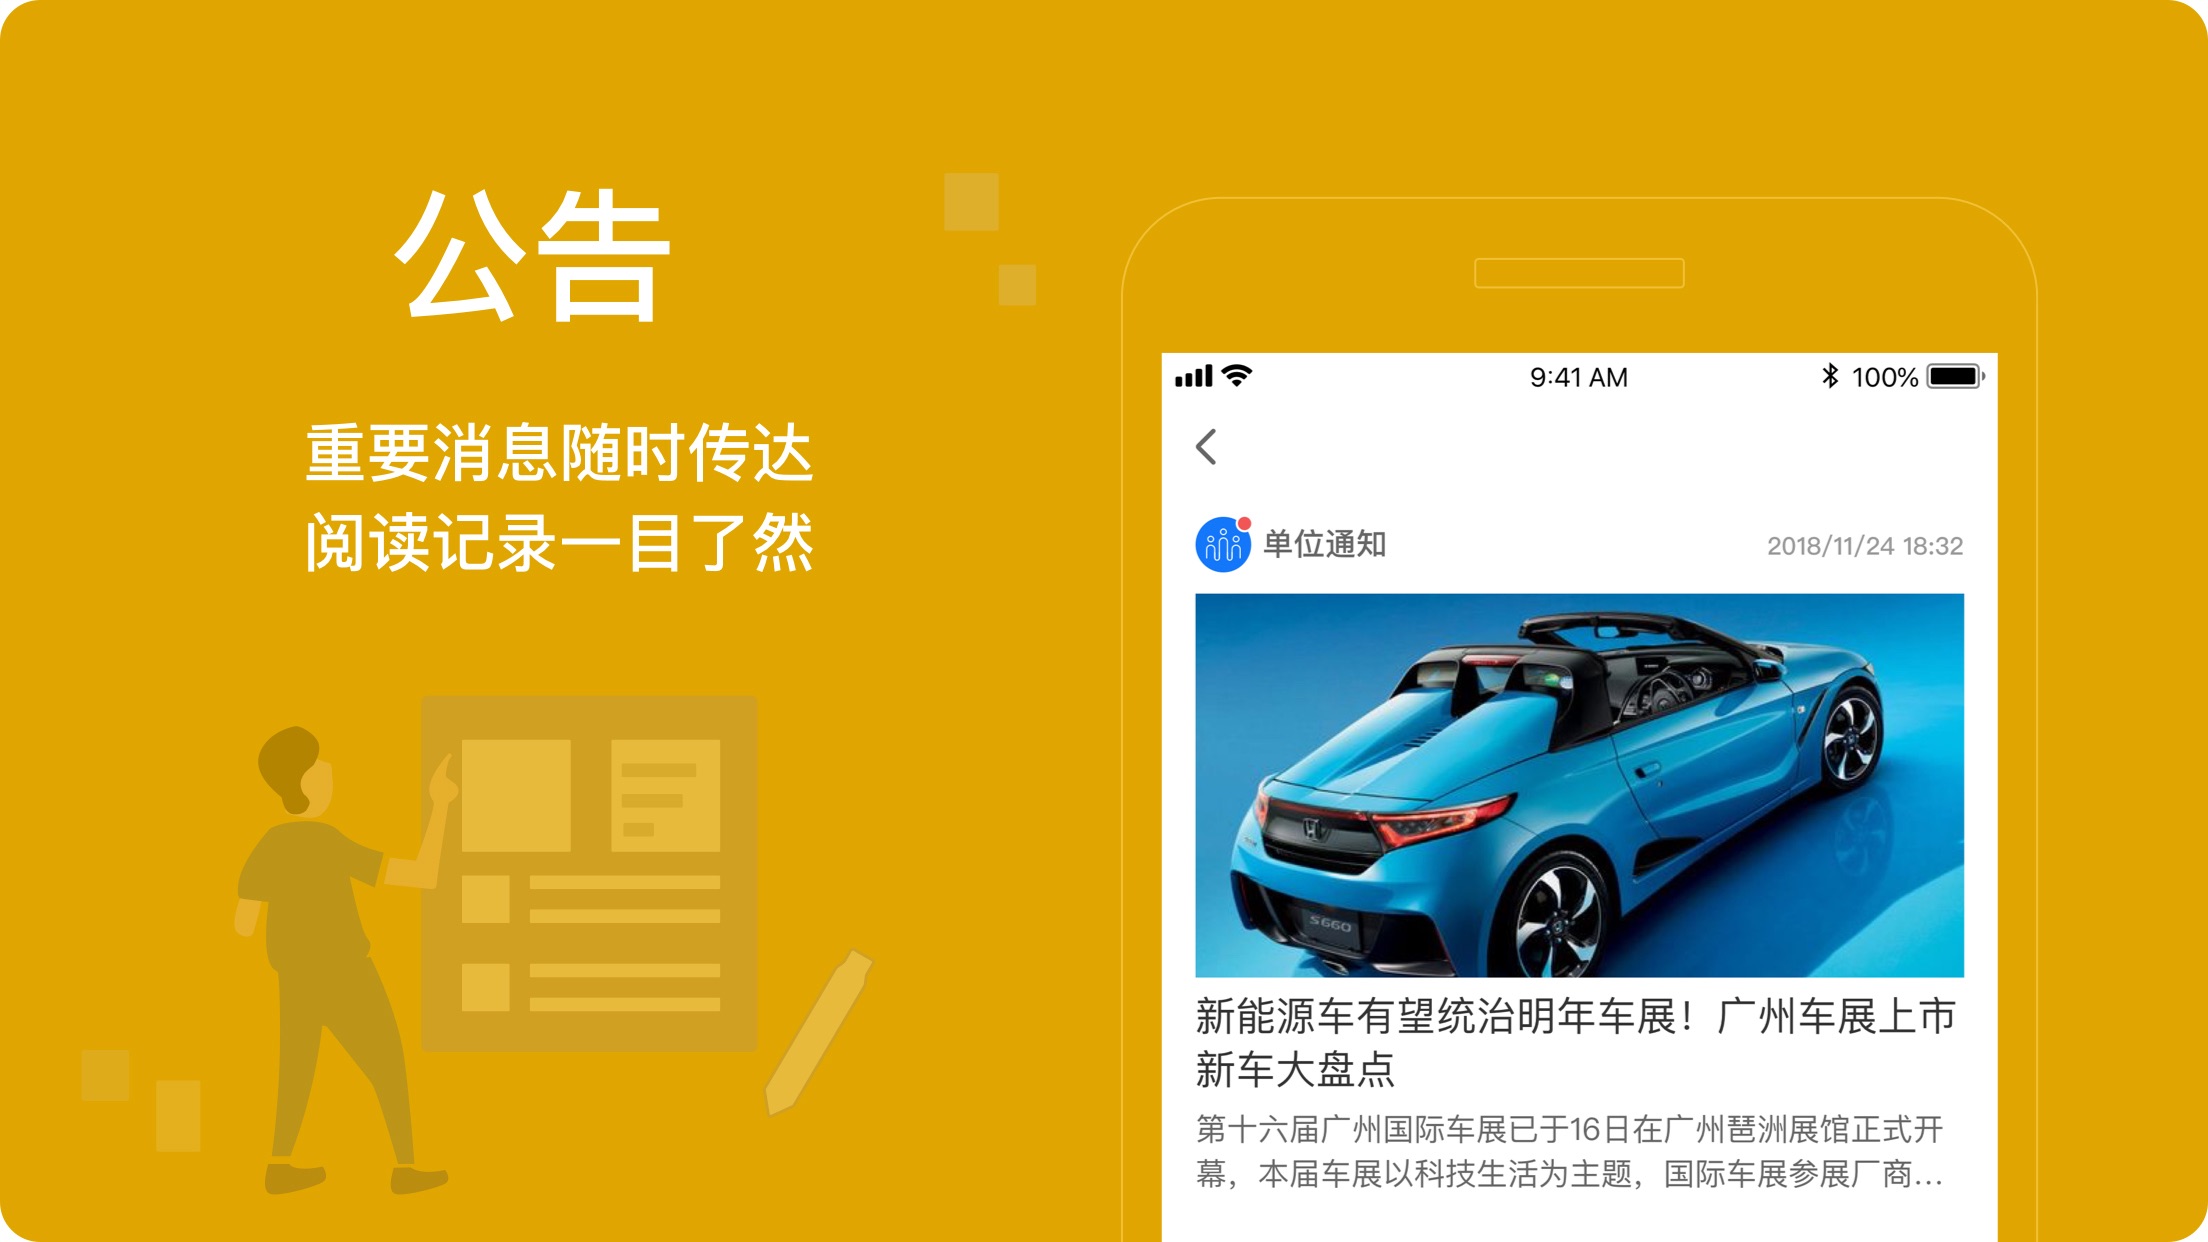 公告
重要消息随时传达
阅读记录一目了然
9:41 AM
100%
单位通知
2018/11/24 18:32
S660
新能源车有望统治明年车展！广州车展上市
新车大盘点
第十六届广州国际车展已于16日在广州琶洲展馆正式开
幕，本届车展以科技生活为主题，国际车展参展厂商...